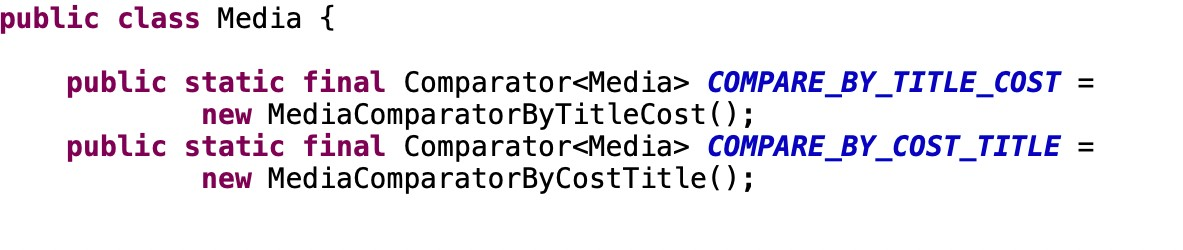 public class Media {
public static final Comparator<Media> COMPARE_BY_TITLE_COST =
new MediaComparatorByTitleCost();
public static final Comparator<Media> COMPARE_BY_COST_TITLE =
new MediaComparatorByCostTitle();